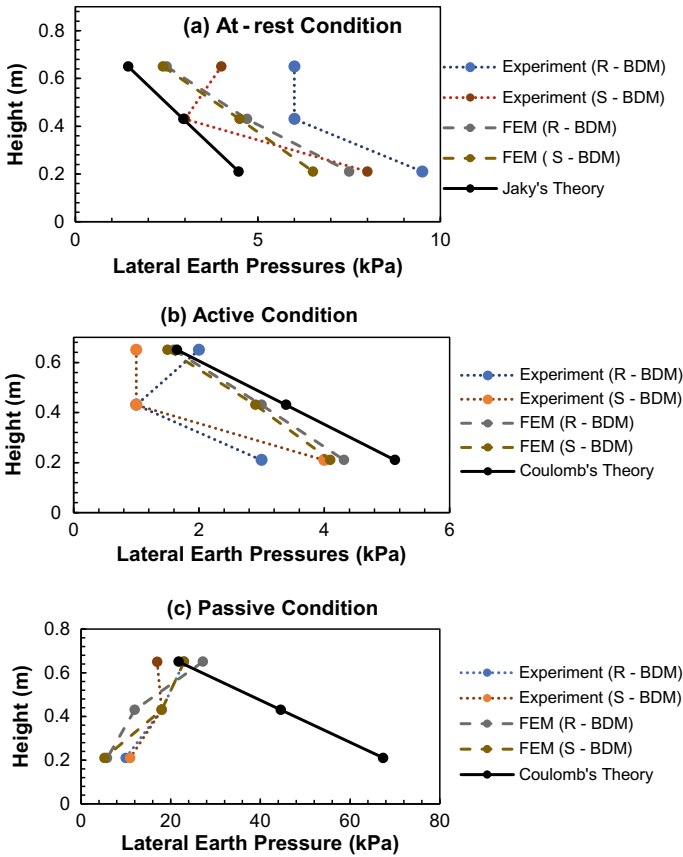 (a) At - rest Condition
Height (m)
0.8
0.6
0.4
0.2
0
0
5
10
Lateral Earth Pressures (kPa)
Experiment (R - BDM)
Experiment (S - BDM)
FEM (R - BDM)
FEM ( S - BDM)
Jaky's Theory
(b) Active Condition
Height (m)
0.6
0.4
0.2
0
0
2
4
6
Lateral Earth Pressures (kPa)
Experiment (R - BDM)
Experiment (S - BDM)
FEM (R - BDM)
FEM (S - BDM)
Coulomb's Theory
(c) Passive Condition
Height (m)
0.8
0.6
0.4
0.2
0
0
20
40
60
80
Lateral Earth Pressure (kPa)
Experiment (R - BDM)
Experiment (S - BDM)
FEM (R - BDM)
FEM (S - BDM)
Coulomb's Theory